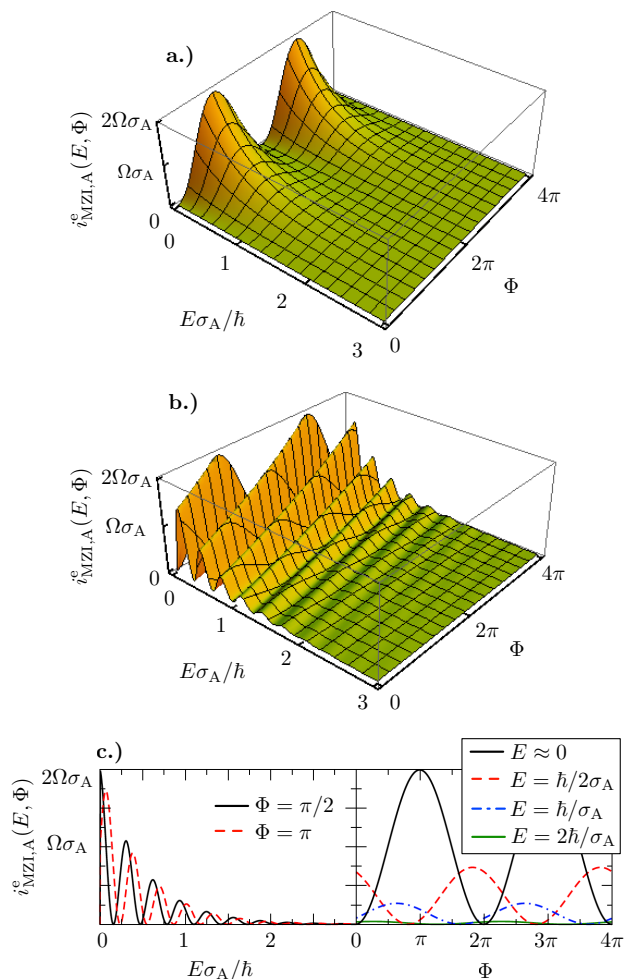 a.)
i^e_MZI,A(E, Φ)
2Ωσ_A
Ωσ_A
0
0
1
2
3
Eσ_A/ħ
0
2π
4π
Φ
b.)
i^e_MZI,A(E, Φ)
2Ωσ_A
Ωσ_A
0
0
1
2
3
Eσ_A/ħ
0
2π
4π
Φ
c.)
i^e_MZI,A(E, Φ)
2Ωσ_A
Ωσ_A
Φ = π/2
Φ = π
E ≈ 0
E = ħ/2σ_A
E = ħ/σ_A
E = 2ħ/σ_A
0 1 2 0 π 2π 3π 4π
Eσ_A/ħ Φ